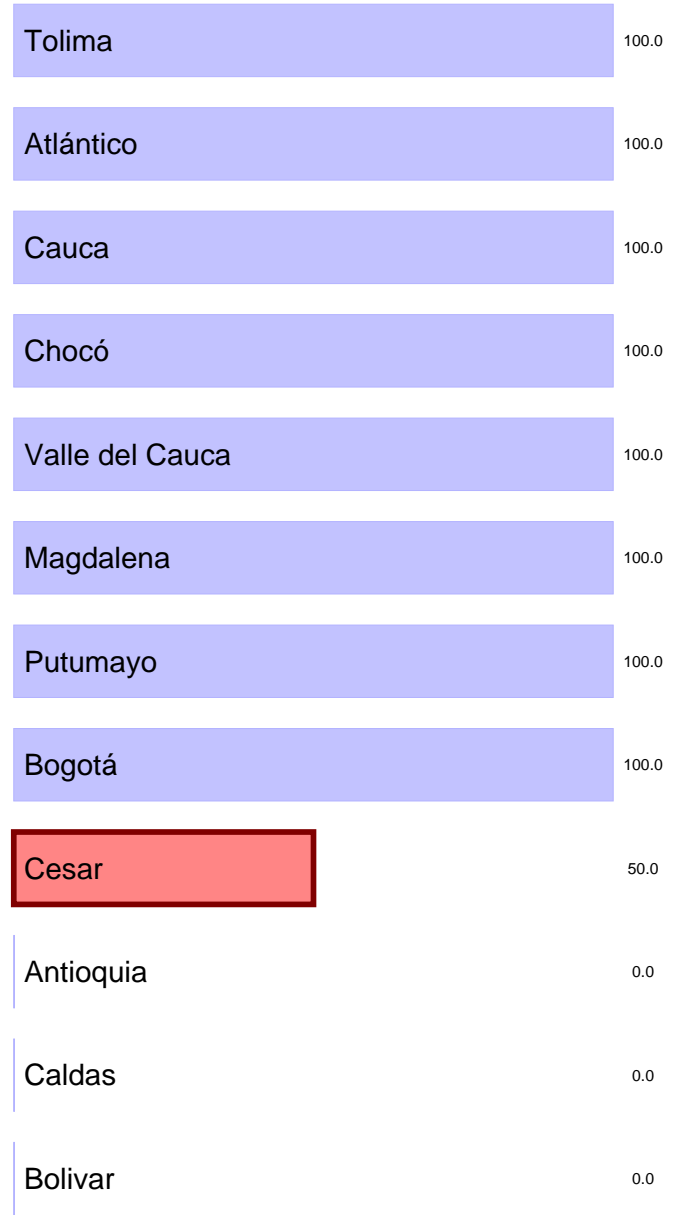 Tolima 100.0
Atlántico 100.0
Cauca 100.0
Chocó 100.0
Valle del Cauca 100.0
Magdalena 100.0
Putumayo 100.0
Bogotá 100.0
Cesar 50.0
Antioquia 0.0
Caldas 0.0
Bolivar 0.0